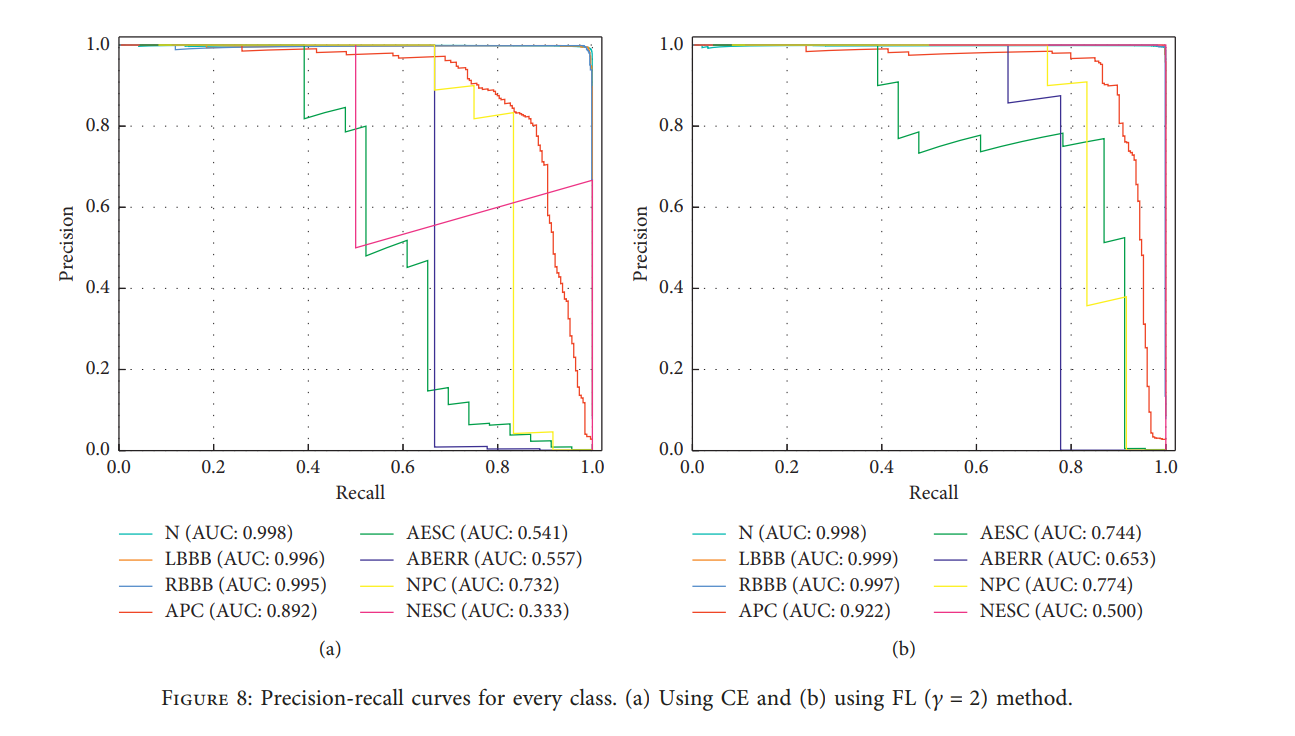 1.0
0.8
0.6
0.4
0.2
0.0
Precision
0.0 0.2 0.4 0.6 0.8 1.0
Recall
N (AUC: 0.998)
LBBB (AUC: 0.996)
RBBB (AUC: 0.995)
APC (AUC: 0.892)
AESC (AUC: 0.541)
ABERR (AUC: 0.557)
NPC (AUC: 0.732)
NESC (AUC: 0.333)
(a)
1.0
0.8
0.6
0.4
0.2
0.0
Precision
0.0 0.2 0.4 0.6 0.8 1.0
Recall
N (AUC: 0.998)
LBBB (AUC: 0.999)
RBBB (AUC: 0.997)
APC (AUC: 0.922)
AESC (AUC: 0.744)
ABERR (AUC: 0.653)
NPC (AUC: 0.774)
NESC (AUC: 0.500)
(b)
Figure 8: Precision-recall curves for every class. (a) Using CE and (b) using FL (γ = 2) method.